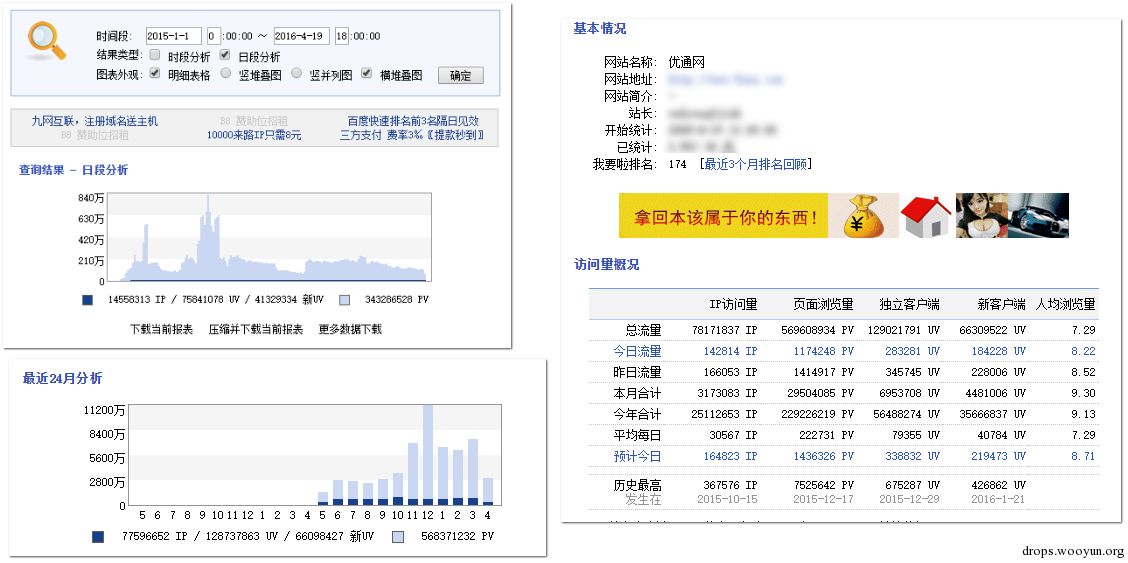 时间段: 2015-1-1 0 :00:00 ～ 2016-4-19 18 :00:00
结果类型: 时段分析 日段分析
图表外观: 明细表格 竖堆叠图 竖并列图 横堆叠图 确定
九网互联，注册域名送主机 B8 赞助位招租 百度快速排名前3名隔日见效
B8 赞助位招租 10000来路IP只需8元 三方支付 费率3‰〖提款秒到〗
查询结果 - 日段分析
840万
630万
420万
210万
0
14558313 IP / 75841078 UV / 41329334 新UV 343286528 PV
下载当前报表 压缩并下载当前报表 更多数据下载
最近24月分析
11200万
8400万
5600万
2800万
0
5 6 7 8 9 10 11 12 1 2 3 4 5 6 7 8 9 10 11 12 1 2 3 4
77596652 IP / 128737863 UV / 66098427 新UV 568371232 PV
基本情况
网站名称: 优通网
网站地址:
网站简介: -
站长:
开始统计:
已统计:
我要啦排名: 174 [最近3个月排名回顾]
拿回本该属于你的东西！
访问量概况
IP访问量 页面浏览量 独立客户端 新客户端 人均浏览量
总流量 78171837 IP 569608934 PV 129021791 UV 66309522 UV 7.29
今日流量 142814 IP 1174248 PV 283281 UV 184228 UV 8.22
昨日流量 166053 IP 1414917 PV 345745 UV 228006 UV 8.52
本月合计 3173083 IP 29504085 PV 6953708 UV 4481006 UV 9.30
今年合计 25112653 IP 229226219 PV 56488274 UV 35666837 UV 9.13
平均每日 30567 IP 222731 PV 79355 UV 40784 UV 7.29
预计今日 164823 IP 1436326 PV 338832 UV 219473 UV 8.71
历史最高 367576 IP 7525642 PV 675287 UV 426862 UV
发生在 2015-10-15 2015-12-17 2015-12-29 2016-1-21
drops.wooyun.org